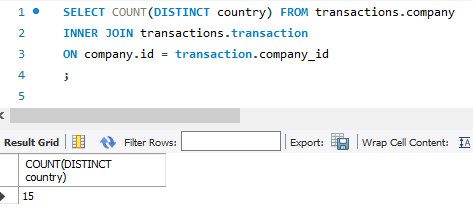 1 SELECT COUNT(DISTINCT country) FROM transactions.company
2 INNER JOIN transactions.transaction
3 ON company.id = transaction.company_id
4 ;
5
Result Grid Filter Rows: Export: Wrap Cell Content:
COUNT(DISTINCT
country)
15